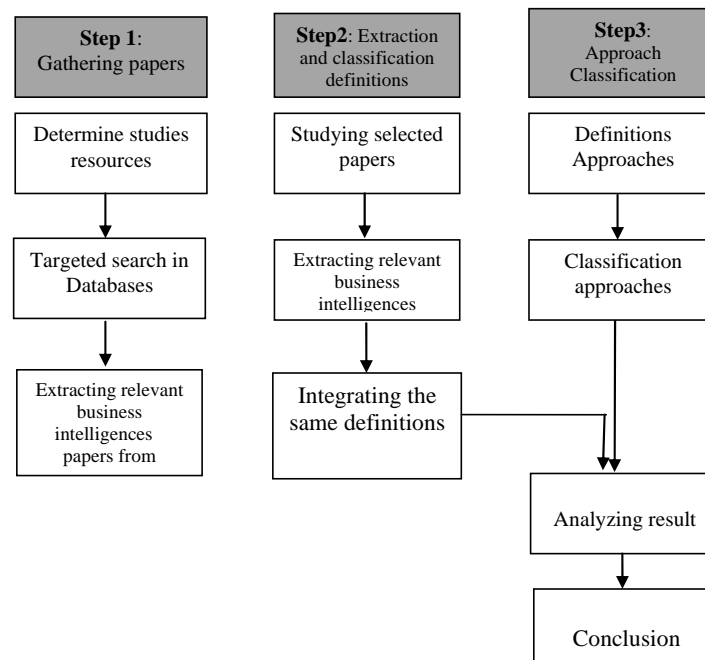 Step 1:
Gathering papers
Determine studies
resources
Targeted search in
Databases
Extracting relevant
business
intelligences
papers from
Step2: Extraction
and classification
definitions
Studying selected
papers
Extracting relevant
business
intelligences
Integrating the
same definitions
Step3:
Approach
Classification
Definitions
Approaches
Classification
approaches
Analyzing result
Conclusion